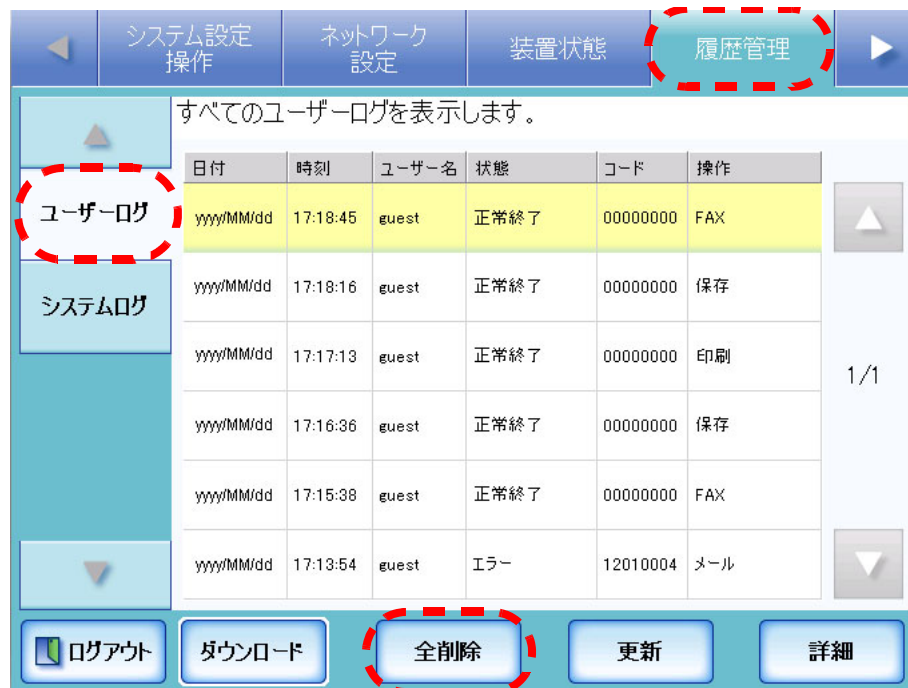 システム設定
操作
ネットワーク
設定
装置状態
履歴管理
すべてのユーザーログを表示します。
ユーザーログ
システムログ
日付 時刻 ユーザー名 状態 コード 操作
yyyy/MM/dd 17:18:45 guest 正常終了 00000000 FAX
yyyy/MM/dd 17:18:16 guest 正常終了 00000000 保存
yyyy/MM/dd 17:17:13 guest 正常終了 00000000 印刷
yyyy/MM/dd 17:16:36 guest 正常終了 00000000 保存
yyyy/MM/dd 17:15:38 guest 正常終了 00000000 FAX
yyyy/MM/dd 17:13:54 guest エラー 12010004 メール
1/1
ログアウト ダウンロード 全削除 更新 詳細